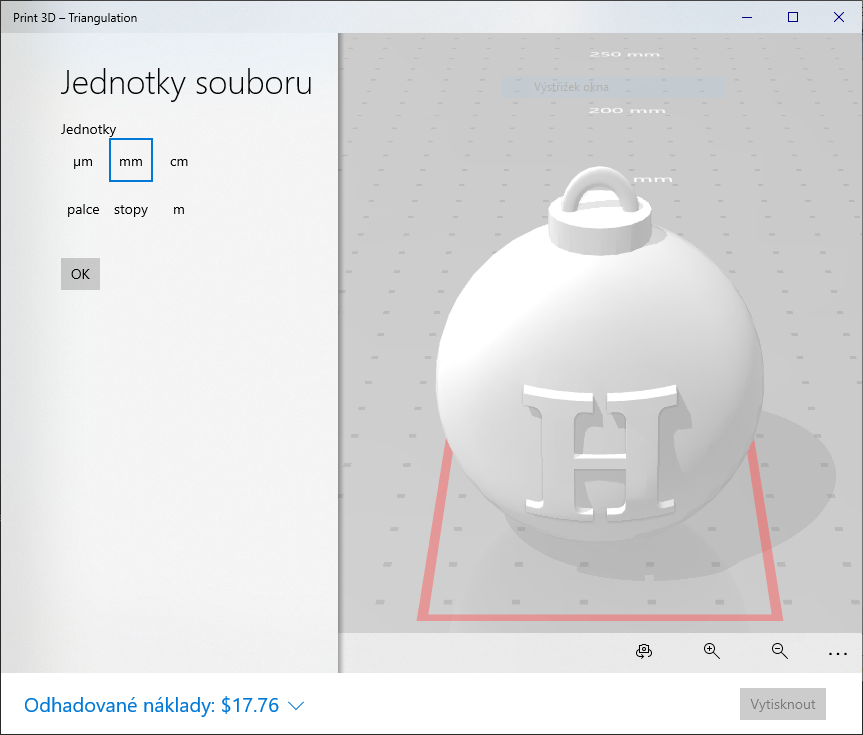 Print 3D – Triangulation
Jednotky souboru
Jednotky
µm mm cm
palce stopy m
OK
250 mm
Výstřižek okna
200 mm
mm
H
Odhadované náklady: $17.76
Vytisknout